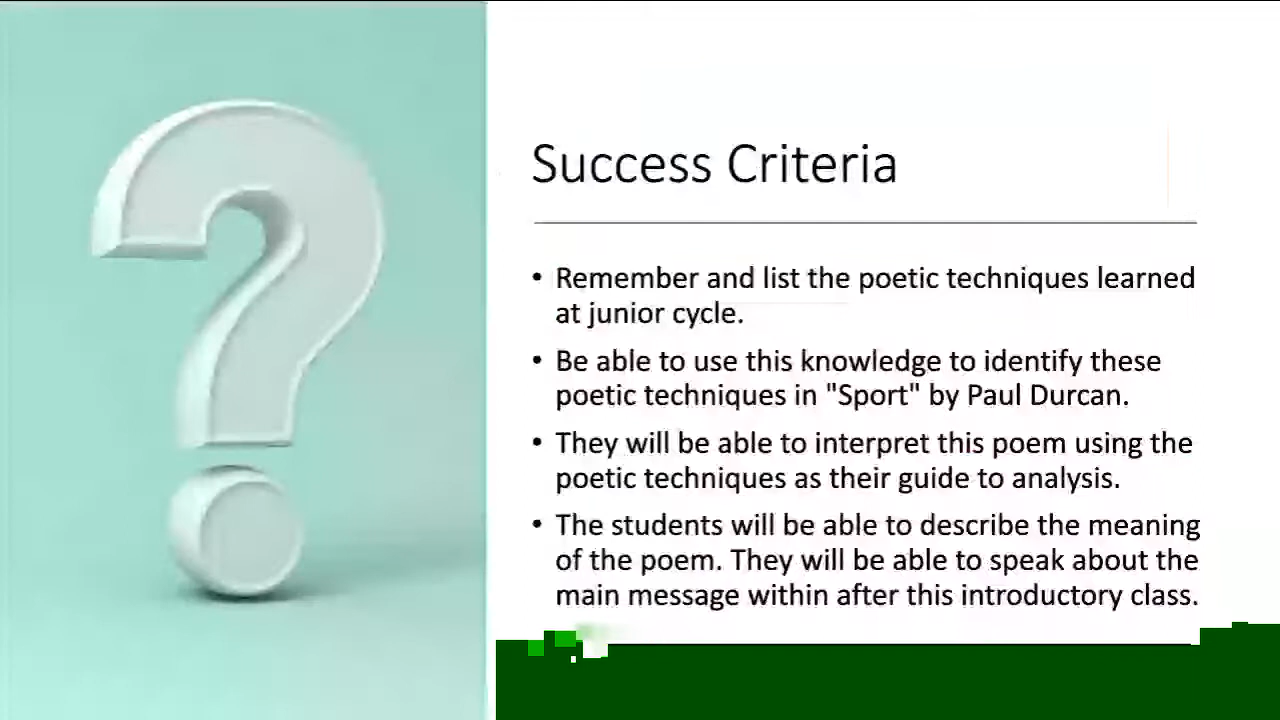 Success Criteria
• Remember and list the poetic techniques learned
at junior cycle.
• Be able to use this knowledge to identify these
poetic techniques in "Sport" by Paul Durcan.
• They will be able to interpret this poem using the
poetic techniques as their guide to analysis.
• The students will be able to describe the meaning
of the poem. They will be able to speak about the
main message within after this introductory class.